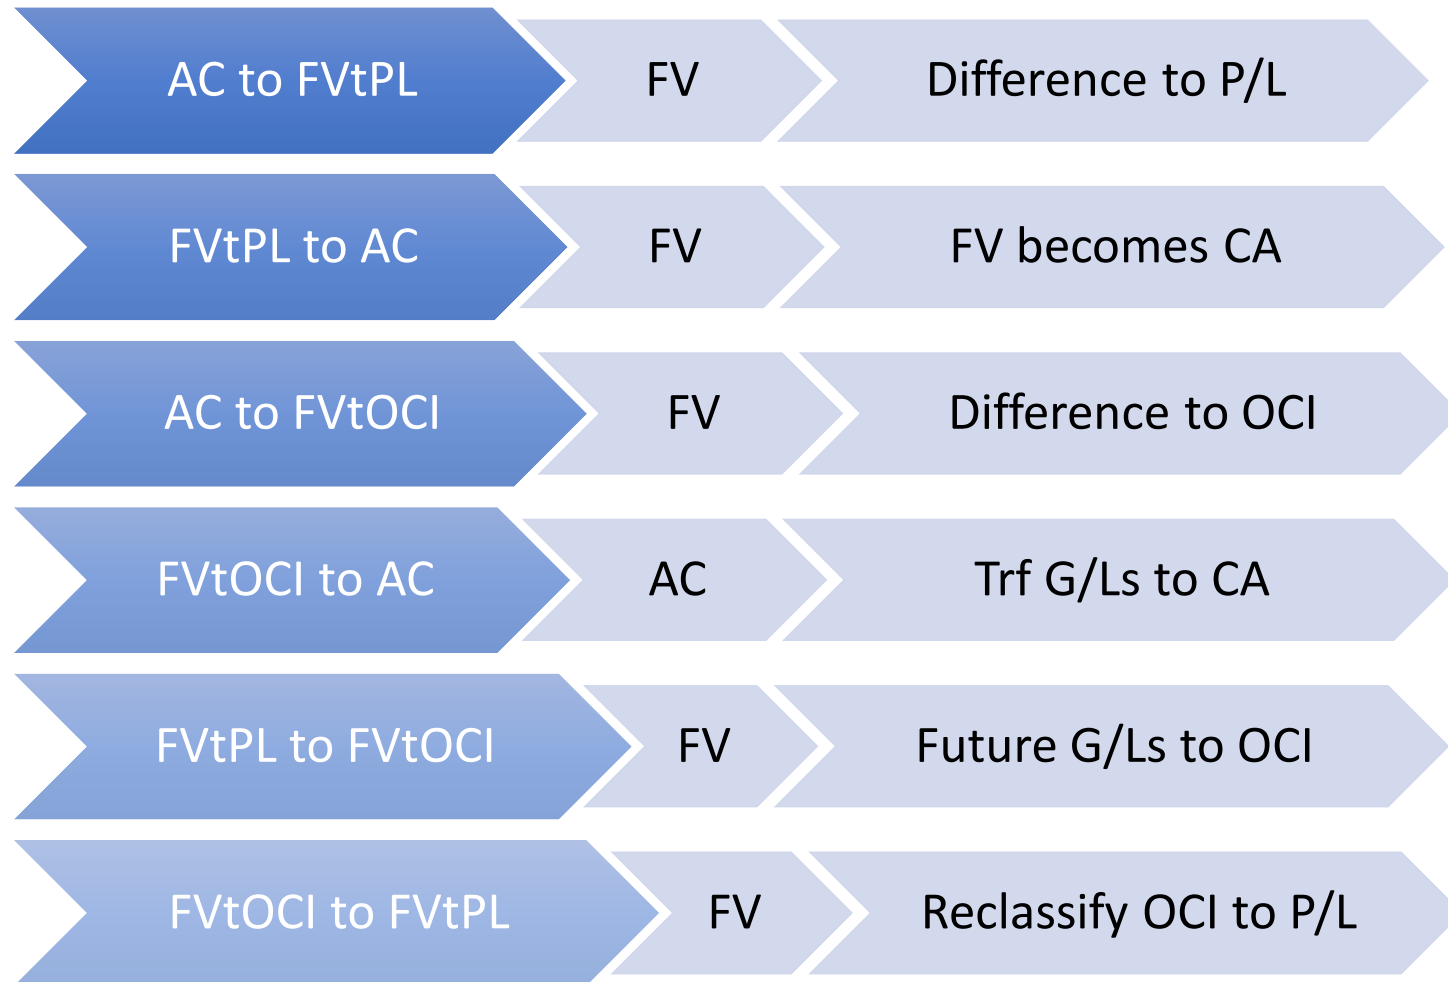 AC to FVtPL FV Difference to P/L
FVtPL to AC FV FV becomes CA
AC to FVtOCI FV Difference to OCI
FVtOCI to AC AC Trf G/Ls to CA
FVtPL to FVtOCI FV Future G/Ls to OCI
FVtOCI to FVtPL FV Reclassify OCI to P/L